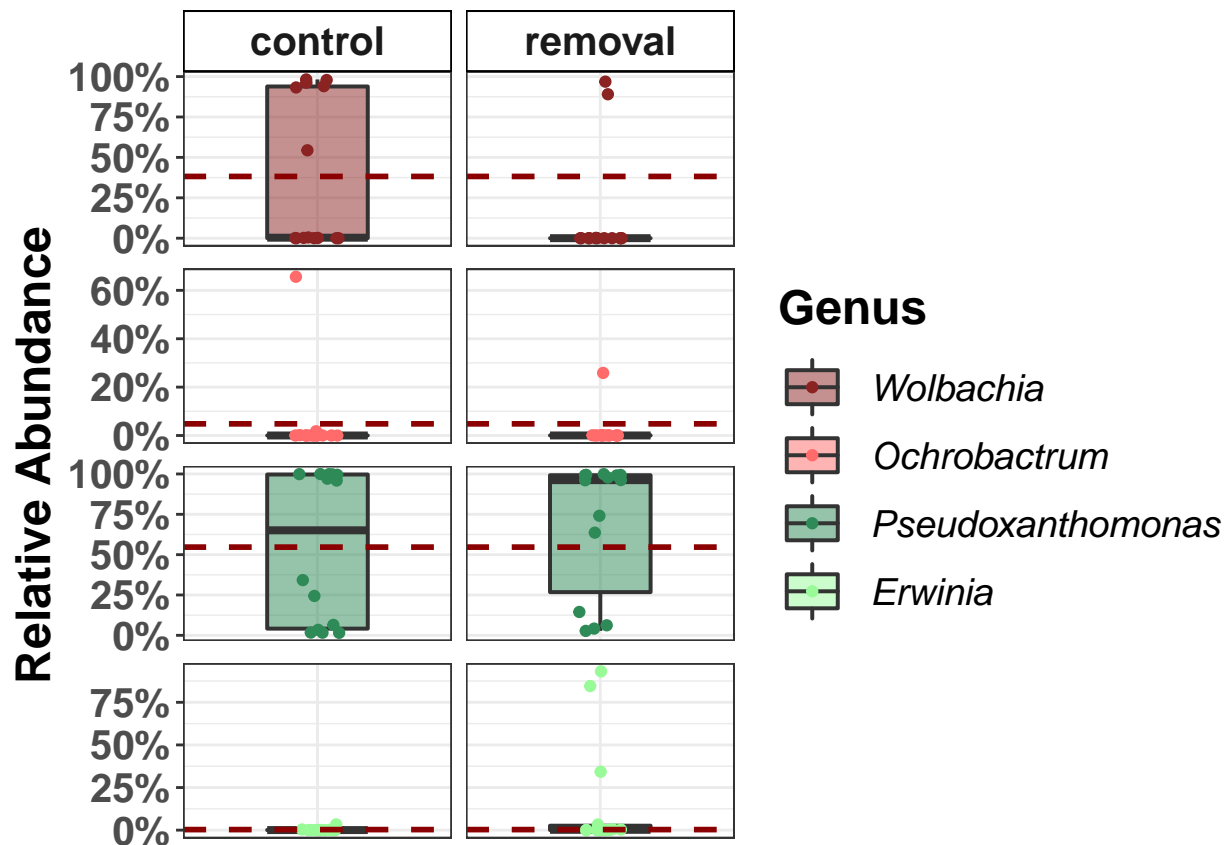 control removal
Relative Abundance
100%
75%
50%
25%
0%
60%
40%
20%
0%
100%
75%
50%
25%
0%
75%
50%
25%
0%
Genus
Wolbachia
Ochrobactrum
Pseudoxanthomonas
Erwinia